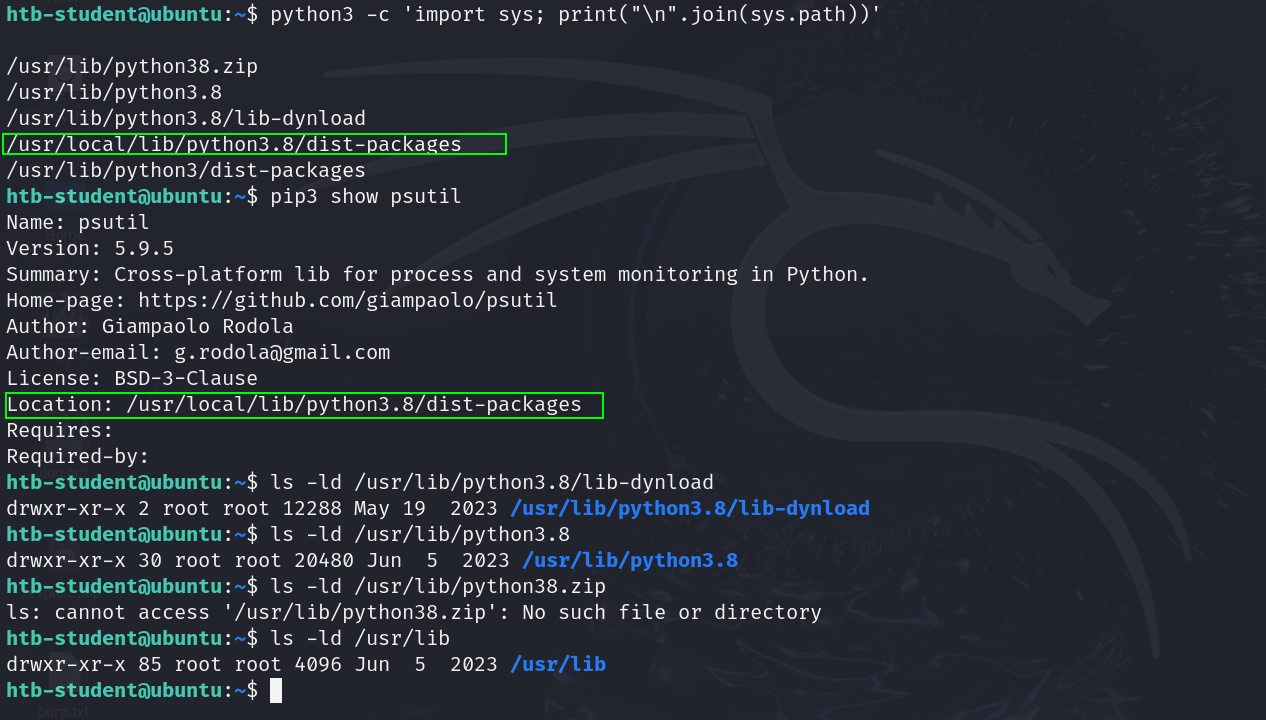 htb-student@ubuntu:~$ python3 -c 'import sys; print("\n".join(sys.path))'
/usr/lib/python38.zip
/usr/lib/python3.8
/usr/lib/python3.8/lib-dynload
/usr/local/lib/python3.8/dist-packages
/usr/lib/python3/dist-packages
htb-student@ubuntu:~$ pip3 show psutil
Name: psutil
Version: 5.9.5
Summary: Cross-platform lib for process and system monitoring in Python.
Home-page: https://github.com/giampaolo/psutil
Author: Giampaolo Rodola
Author-email: g.rodola@gmail.com
License: BSD-3-Clause
Location: /usr/local/lib/python3.8/dist-packages
Requires:
Required-by:
htb-student@ubuntu:~$ ls -ld /usr/lib/python3.8/lib-dynload
drwxr-xr-x 2 root root 12288 May 19  2023 /usr/lib/python3.8/lib-dynload
htb-student@ubuntu:~$ ls -ld /usr/lib/python3.8
drwxr-xr-x 30 root root 20480 Jun  5  2023 /usr/lib/python3.8
htb-student@ubuntu:~$ ls -ld /usr/lib/python38.zip
ls: cannot access '/usr/lib/python38.zip': No such file or directory
htb-student@ubuntu:~$ ls -ld /usr/lib
drwxr-xr-x 85 root root 4096 Jun  5  2023 /usr/lib
htb-student@ubuntu:~$
burp.txt